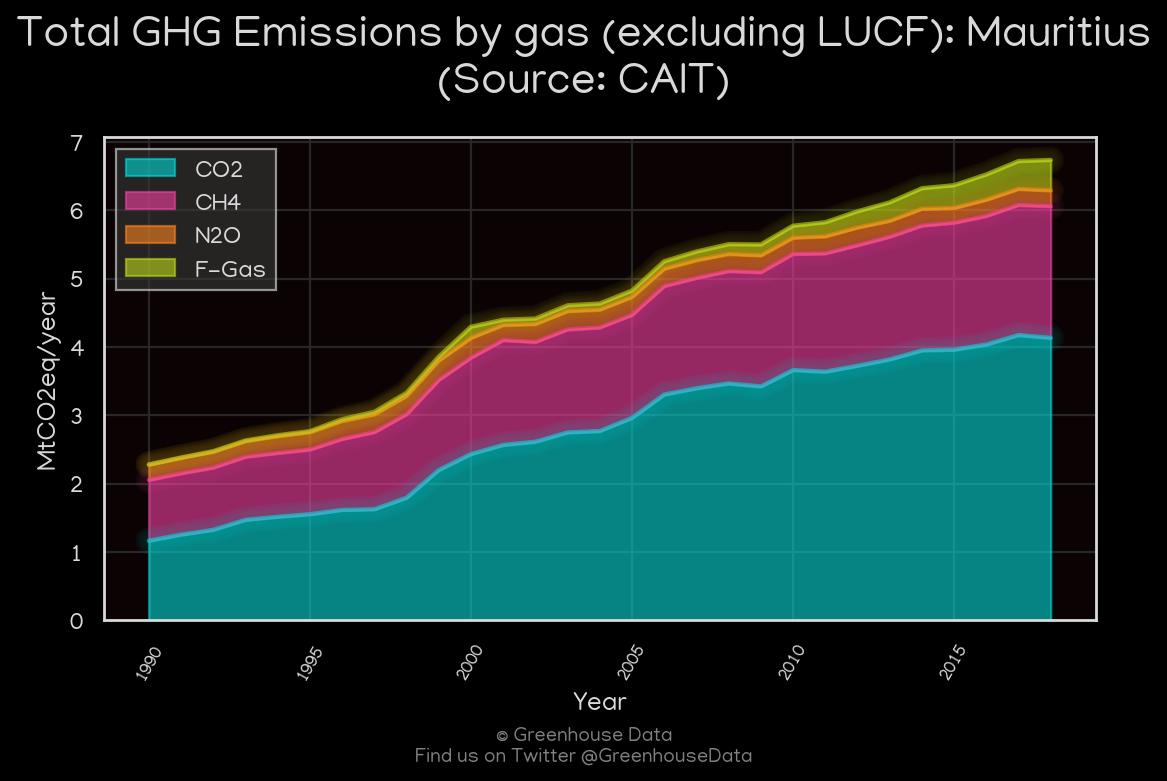 Total GHG Emissions by gas (excluding LUCF): Mauritius
(Source: CAIT)
7
6
5
4
3
2
1
0
MtCO2eq/year
CO2
CH4
N2O
F-Gas
1990
1995
2000
2005
2010
2015
Year
© Greenhouse Data
Find us on Twitter @GreenhouseData